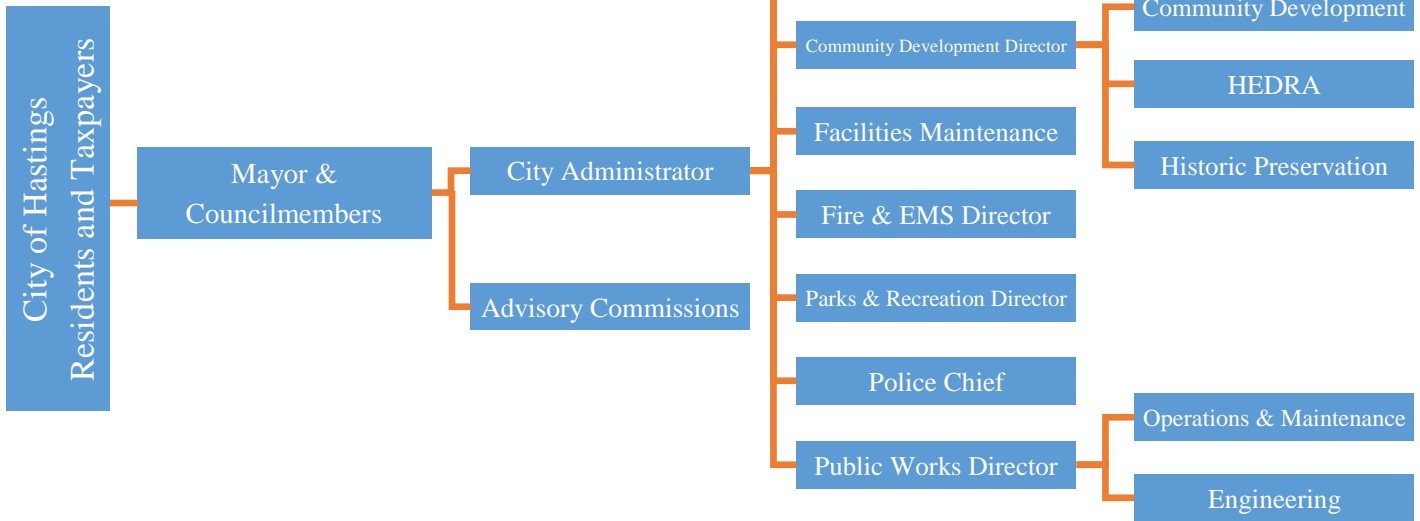 City of Hastings
Residents and Taxpayers
Mayor &
Councilmembers
City Administrator
Advisory Commissions
Community Development Director
Facilities Maintenance
Fire & EMS Director
Parks & Recreation Director
Police Chief
Public Works Director
Community Development
HEDRA
Historic Preservation
Operations & Maintenance
Engineering